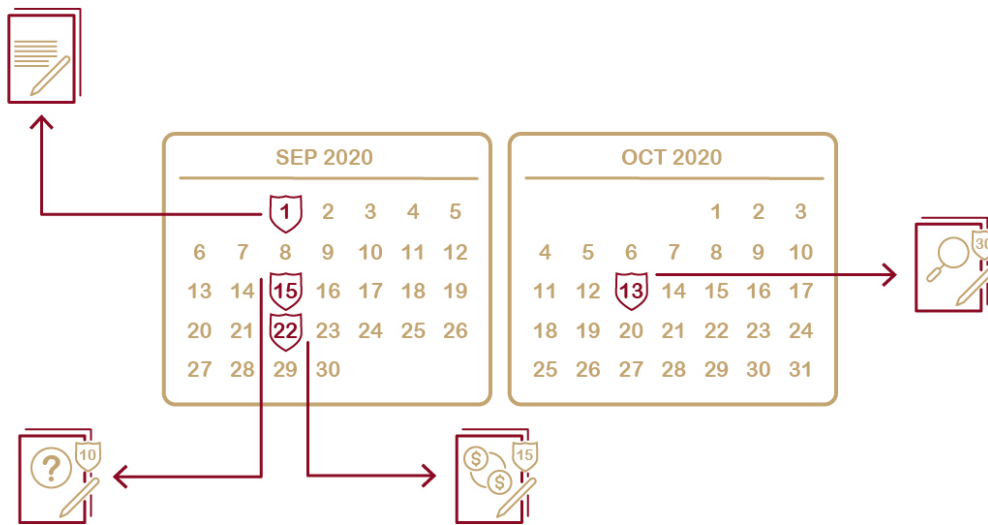 SEP 2020
1 2 3 4 5
6 7 8 9 10 11 12
13 14 15 16 17 18 19
20 21 22 23 24 25 26
27 28 29 30
OCT 2020
1 2 3
4 5 6 7 8 9 10
11 12 13 14 15 16 17
18 19 20 21 22 23 24
25 26 27 28 29 30 31
30
? 10
$ $ 15